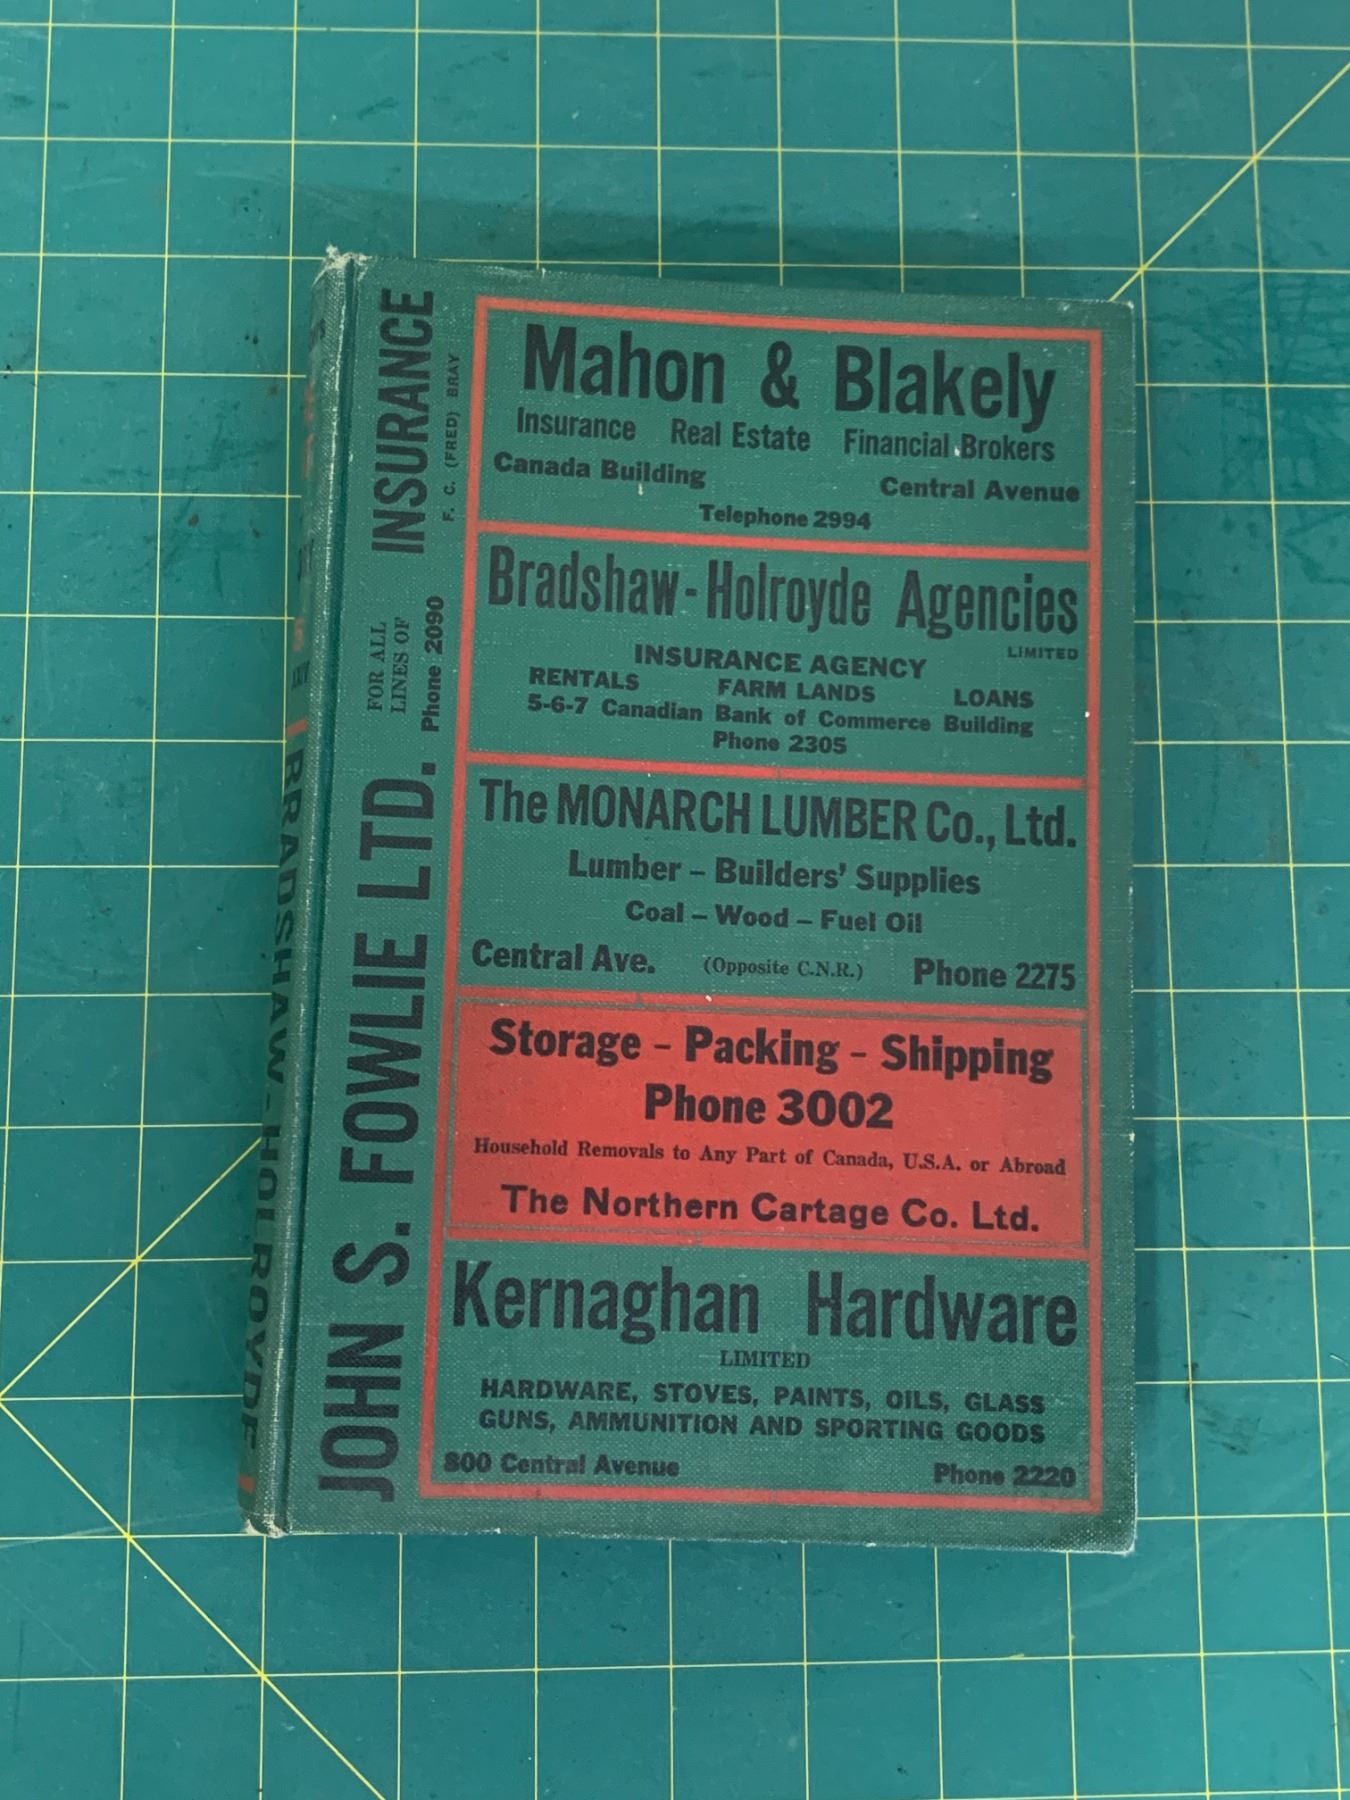 Mahon & Blakely
Insurance Real Estate Financial Brokers
Canada Building Central Avenue
Telephone 2994
Bradshaw-Holroyde Agencies
LIMITED
INSURANCE AGENCY
RENTALS FARM LANDS LOANS
5-6-7 Canadian Bank of Commerce Building
Phone 2305
The MONARCH LUMBER Co., Ltd.
Lumber – Builders' Supplies
Coal – Wood – Fuel Oil
Central Ave. (Opposite C.N.R.) Phone 2275
Storage – Packing – Shipping
Phone 3002
Household Removals to Any Part of Canada, U.S.A. or Abroad
The Northern Cartage Co. Ltd.
Kernaghan Hardware
LIMITED
HARDWARE, STOVES, PAINTS, OILS, GLASS
GUNS, AMMUNITION AND SPORTING GOODS
800 Central Avenue Phone 2220
JOHN S. FOWLIE LTD.
FOR ALL
LINES OF
INSURANCE
Phone 2090
F. C. (FRED) BRAY
BRADSHAW-HOLROYDE